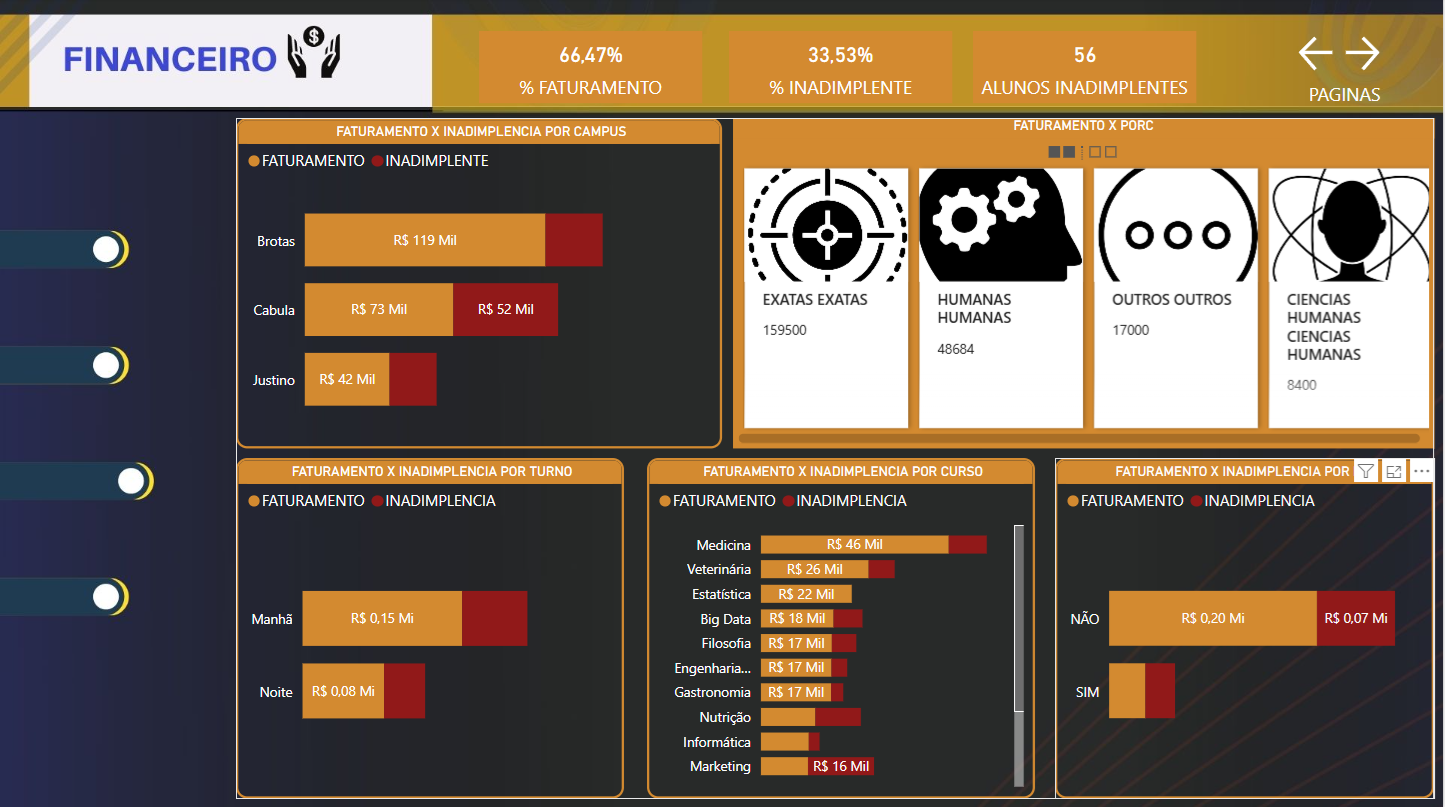 FINANCEIRO
$
66,47%
% FATURAMENTO
33,53%
% INADIMPLENTE
56
ALUNOS INADIMPLENTES
PAGINAS
FATURAMENTO X INADIMPLENCIA POR CAMPUS
FATURAMENTO INADIMPLENTE
Brotas R$ 119 Mil
Cabula R$ 73 Mil R$ 52 Mil
Justino R$ 42 Mil
FATURAMENTO X PORC
EXATAS EXATAS
159500
HUMANAS
HUMANAS
48684
OUTROS OUTROS
17000
CIENCIAS
HUMANAS
CIENCIAS
HUMANAS
8400
FATURAMENTO X INADIMPLENCIA POR TURNO
FATURAMENTO INADIMPLENCIA
Manhã R$ 0,15 Mi
Noite R$ 0,08 Mi
FATURAMENTO X INADIMPLENCIA POR CURSO
FATURAMENTO INADIMPLENCIA
Medicina R$ 46 Mil
Veterinária R$ 26 Mil
Estatística R$ 22 Mil
Big Data R$ 18 Mil
Filosofia R$ 17 Mil
Engenharia... R$ 17 Mil
Gastronomia R$ 17 Mil
Nutrição
Informática
Marketing R$ 16 Mil
FATURAMENTO X INADIMPLENCIA POR
FATURAMENTO INADIMPLENCIA
NÃO R$ 0,20 Mi R$ 0,07 Mi
SIM